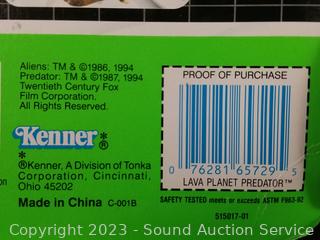 Aliens: TM & ©1986, 1994
Predator: TM & ©1987, 1994
Twentieth Century Fox
Film Corporation.
All Rights Reserved.
Kenner®
*
®Kenner, A Division of Tonka
Corporation, Cincinnati,
Ohio 45202
Made in China C-001B
PROOF OF PURCHASE
0 76281 65729 5
LAVA PLANET PREDATOR™
SAFETY TESTED meets or exceeds ASTM F963-92
515017-01
on
Copyright 2023 - Sound Auction Service